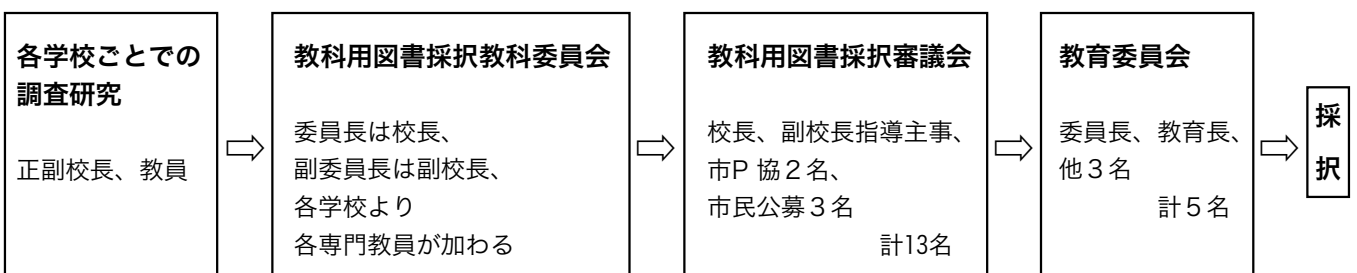 各学校ごとでの
調査研究
正副校長、教員
⇨
教科用図書採択教科委員会
委員長は校長、
副委員長は副校長、
各学校より
各専門教員が加わる
⇨
教科用図書採択審議会
校長、副校長指導主事、
市P 協２名、
市民公募３名
計13名
⇨
教育委員会
委員長、教育長、
他３名
計５名
⇨
採
択